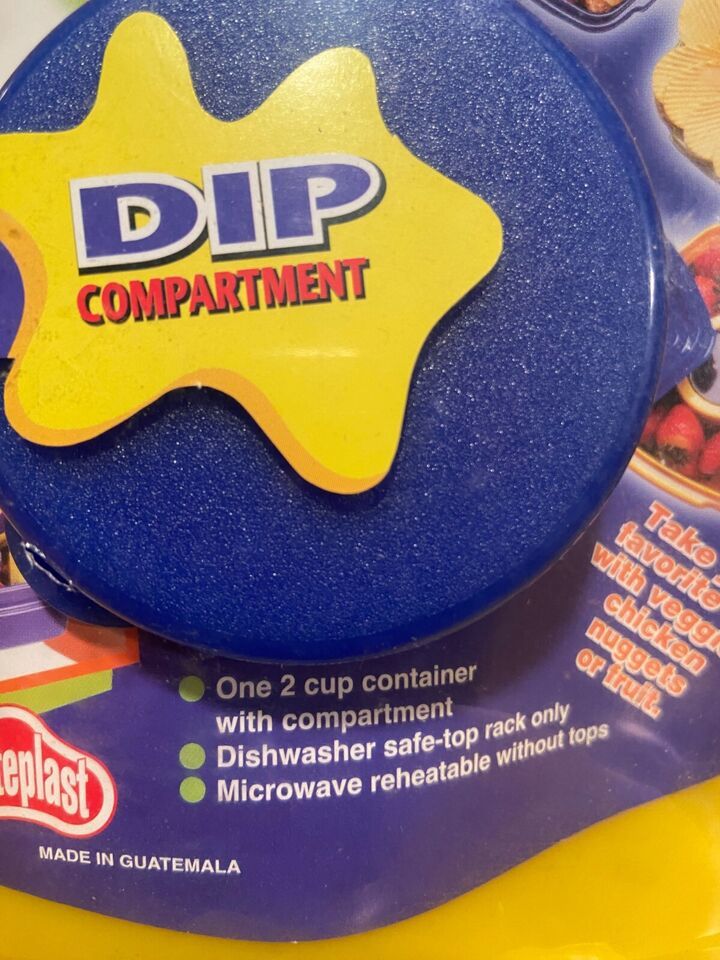 DIP
COMPARTMENT
Take
favorite
with
chicken
nuggets
or fruit.
One 2 cup container
with compartment
Dishwasher safe-top rack only
Microwave reheatable without tops
eplast
MADE IN GUATEMALA